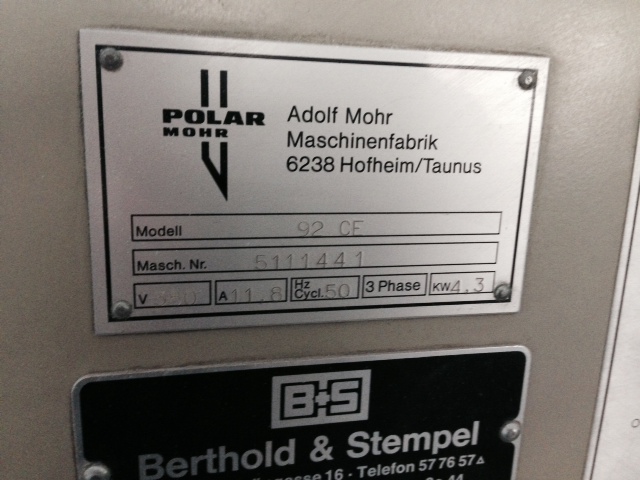 POLAR
MOHR
Adolf Mohr
Maschinenfabrik
6238 Hofheim/Taunus
Modell 92 CE
Masch. Nr. 5111441
V A 11.8 Hz Cycl. 50 3 Phase KW 4.3
B+S
Berthold & Stempel
16 - Telefon 57 76 57